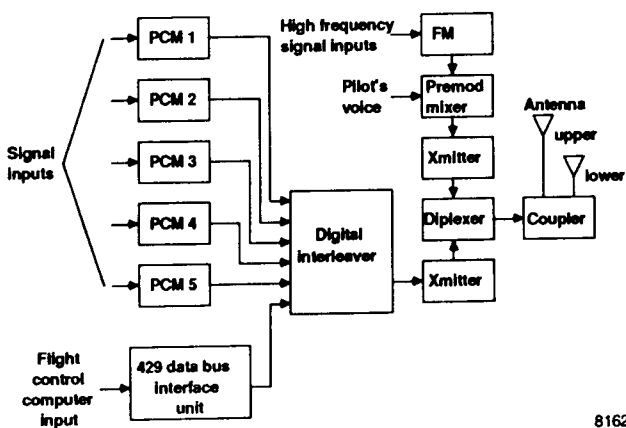 PCM 1
PCM 2
PCM 3
PCM 4
PCM 5
Signal
inputs
Flight
control
computer
input
429 data bus
interface
unit
Digital
interleaver
High frequency
signal inputs
FM
Pilot's
voice
Premod
mixer
Xmitter
Diplexer
Xmitter
Antenna
upper
lower
Coupler
8162